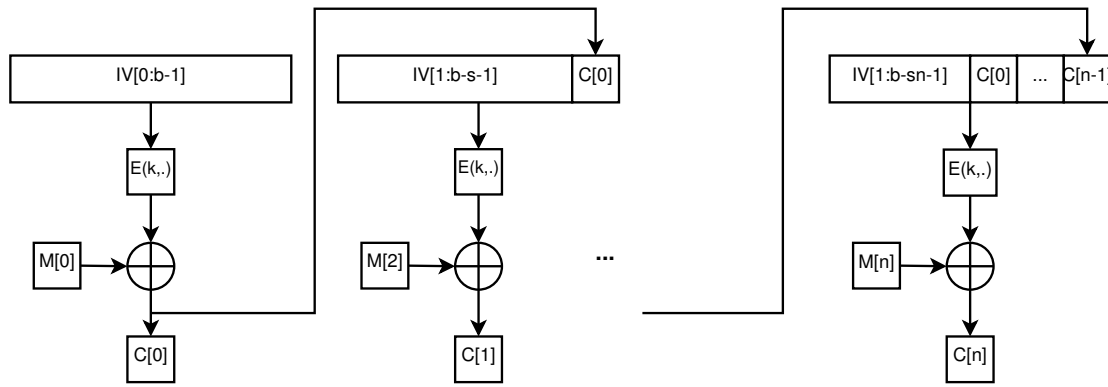 IV[0:b-1]
IV[1:b-s-1] C[0]
IV[1:b-sn-1] C[0] ... C[n-1]
E(k,.)
E(k,.)
E(k,.)
M[0]
M[2]
...
M[n]
C[0]
C[1]
C[n]